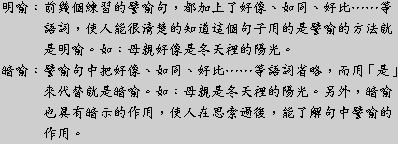 明喻：前幾個練習的譬喻句，都加上了好像、如同、好比……等
語詞，使人能很清楚的知道這個句子用的是譬喻的方法就
是明喻。如：母親好像是冬天裡的陽光。
暗喻：譬喻句中把好像、如同、好比……等語詞省略，而用「是」
來代替就是暗喻。如：母親是冬天裡的陽光。另外，暗喻
也具有暗示的作用，使人在思索過後，能了解句中譬喻的
作用。